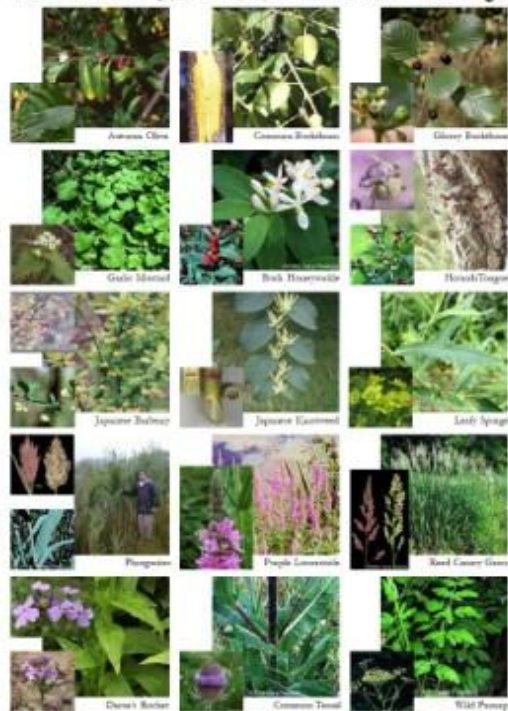 Autumn Olive
Common Buckthorn
Glossy Buckthorn
Garlic Mustard
Bush Honeysuckle
Hound's Tongue
Japanese Barberry
Japanese Knotweed
Leafy Spurge
Phragmites
Purple Loosestrife
Reed Canary Grass
Dame's Rocket
Common Teasel
Wild Parsnip